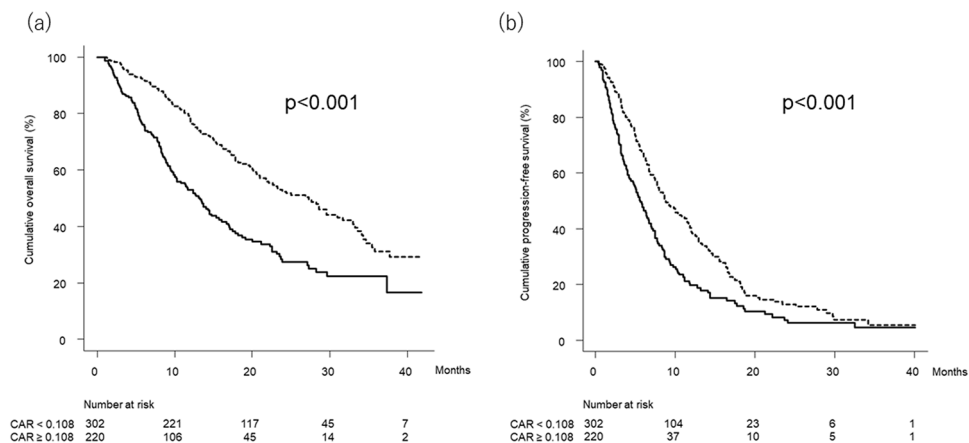 (a)
100
80
60
40
20
0
Cumulative overall survival (%)
p<0.001
0 10 20 30 40 Months
Number at risk
CAR < 0.108 302 221 117 45 7
CAR ≥ 0.108 220 106 45 14 2
(b)
100
80
60
40
20
0
Cumulative progression-free survival (%)
p<0.001
0 10 20 30 40 Months
Number at risk
CAR < 0.108 302 104 23 6 1
CAR ≥ 0.108 220 37 10 5 1